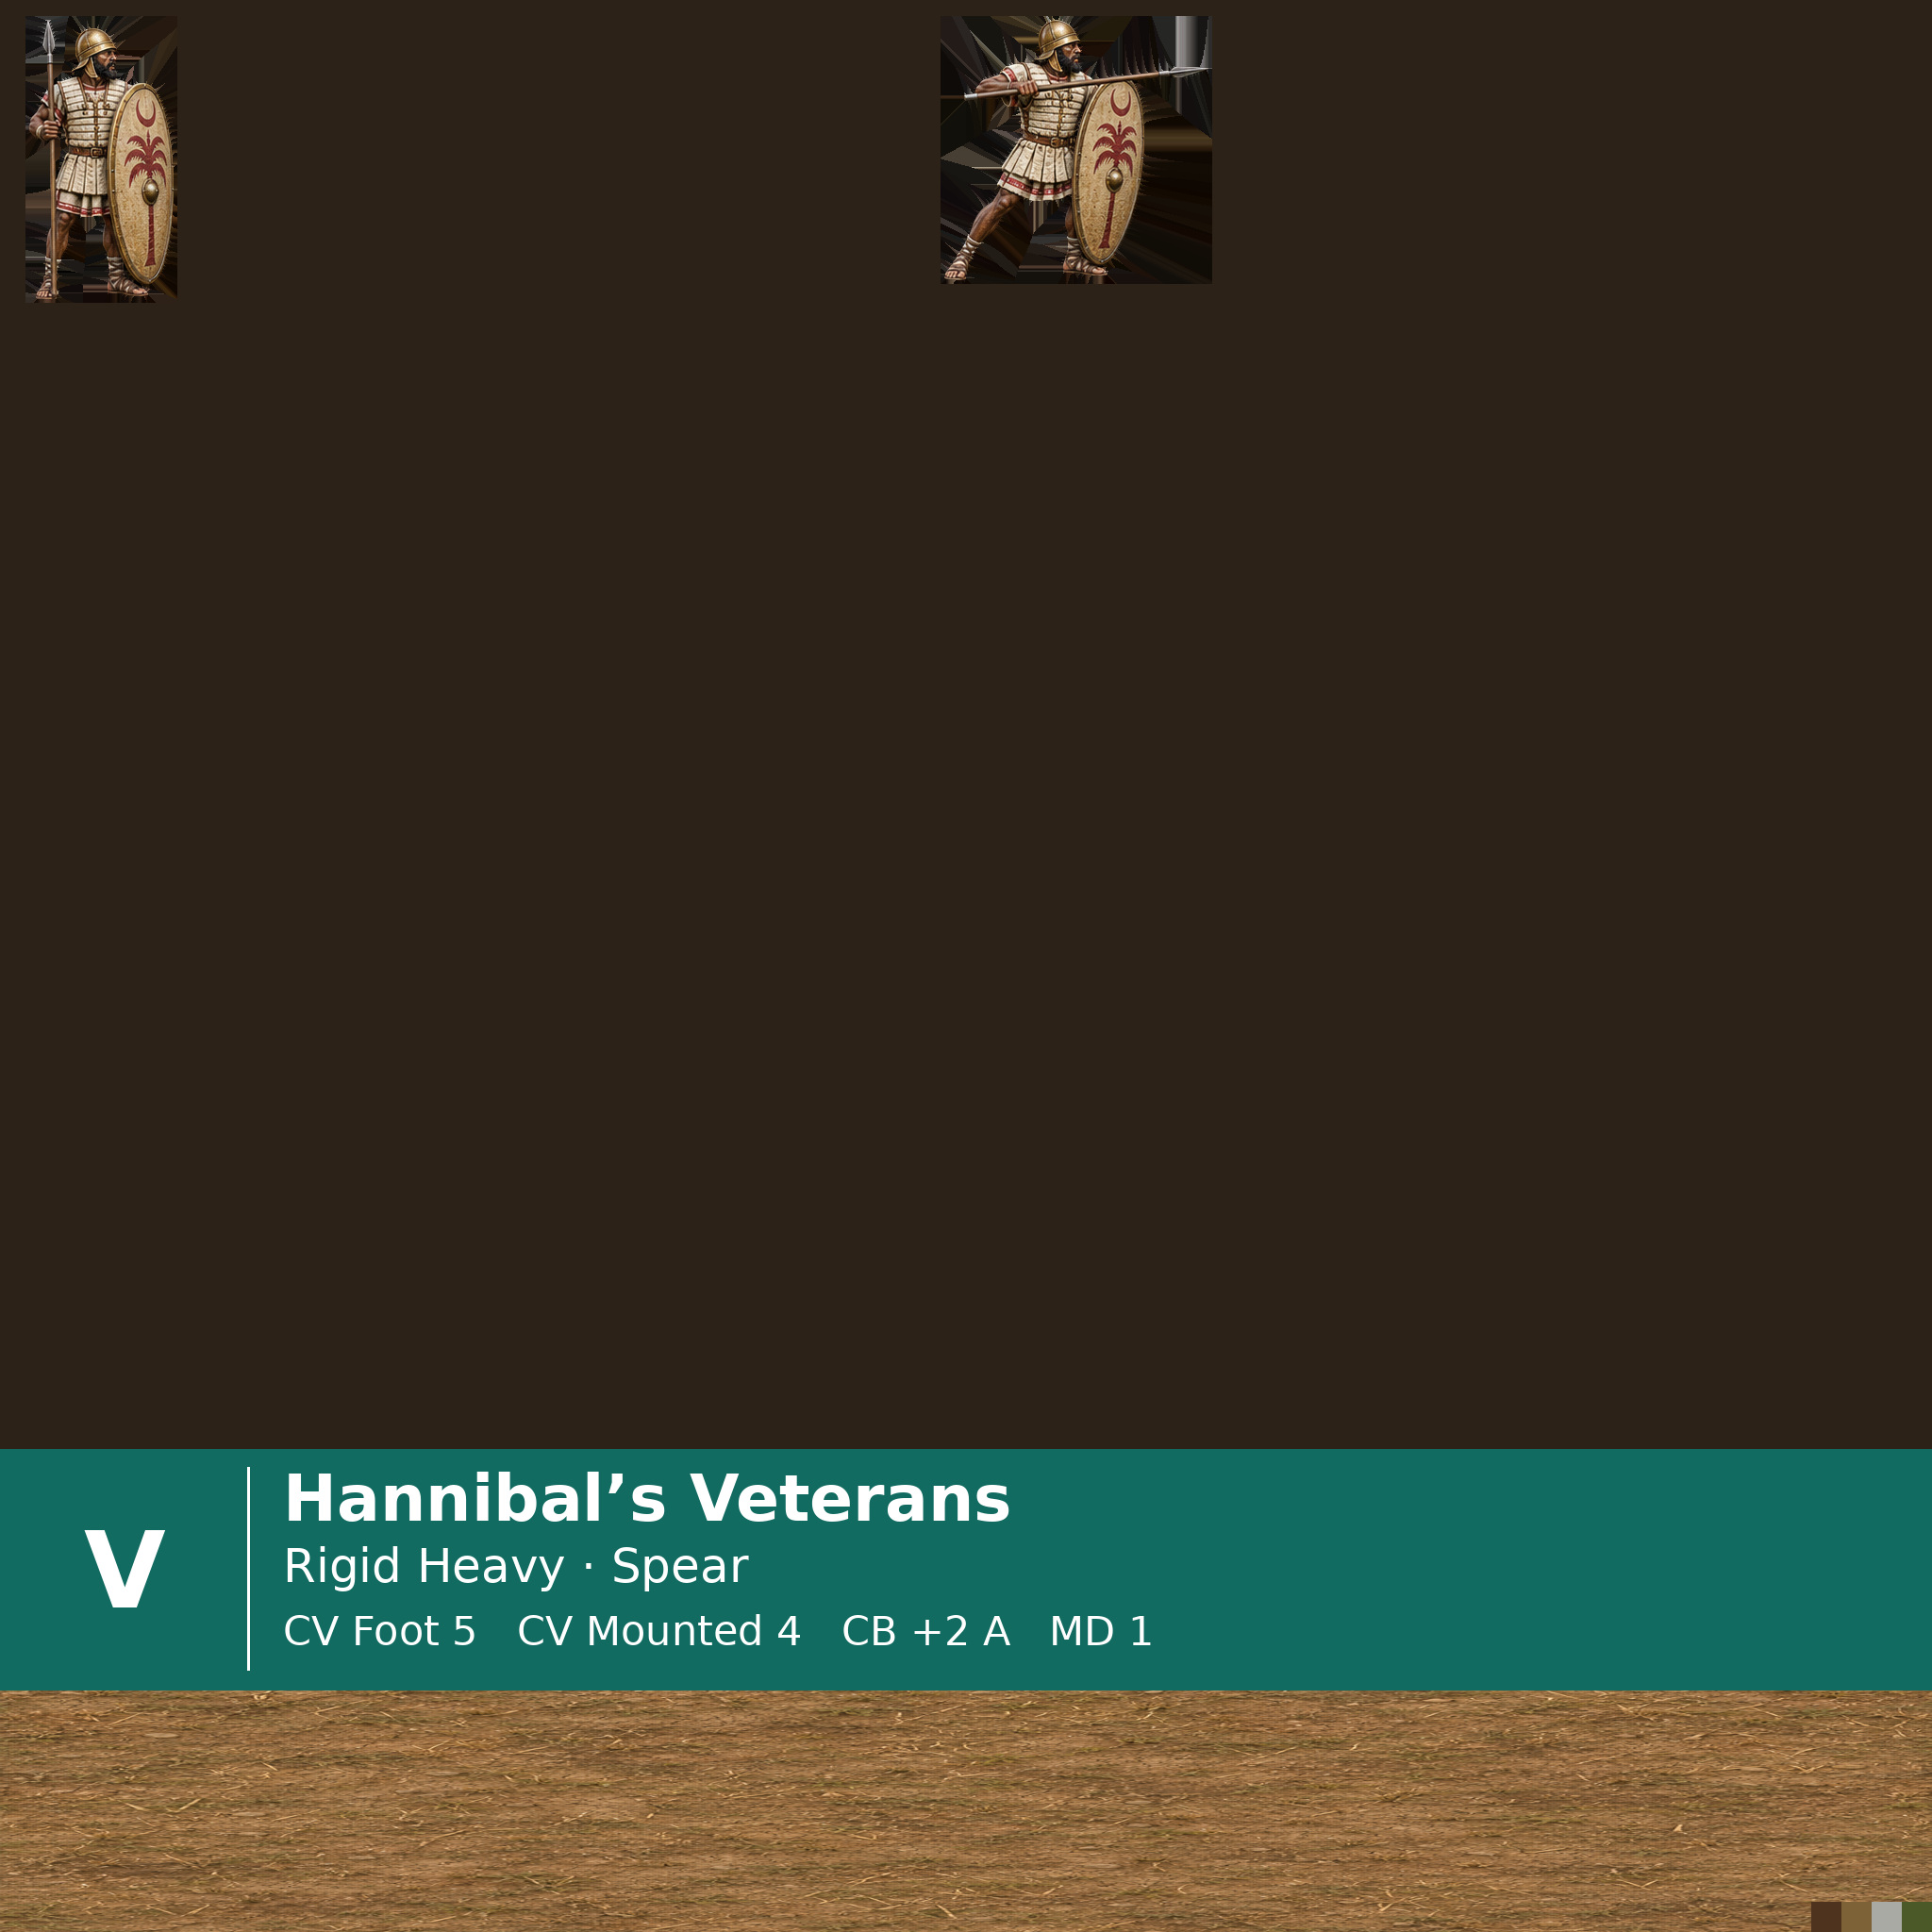 V
Hannibal’s Veterans
Rigid Heavy · Spear
CV Foot 5 CV Mounted 4 CB +2 A MD 1